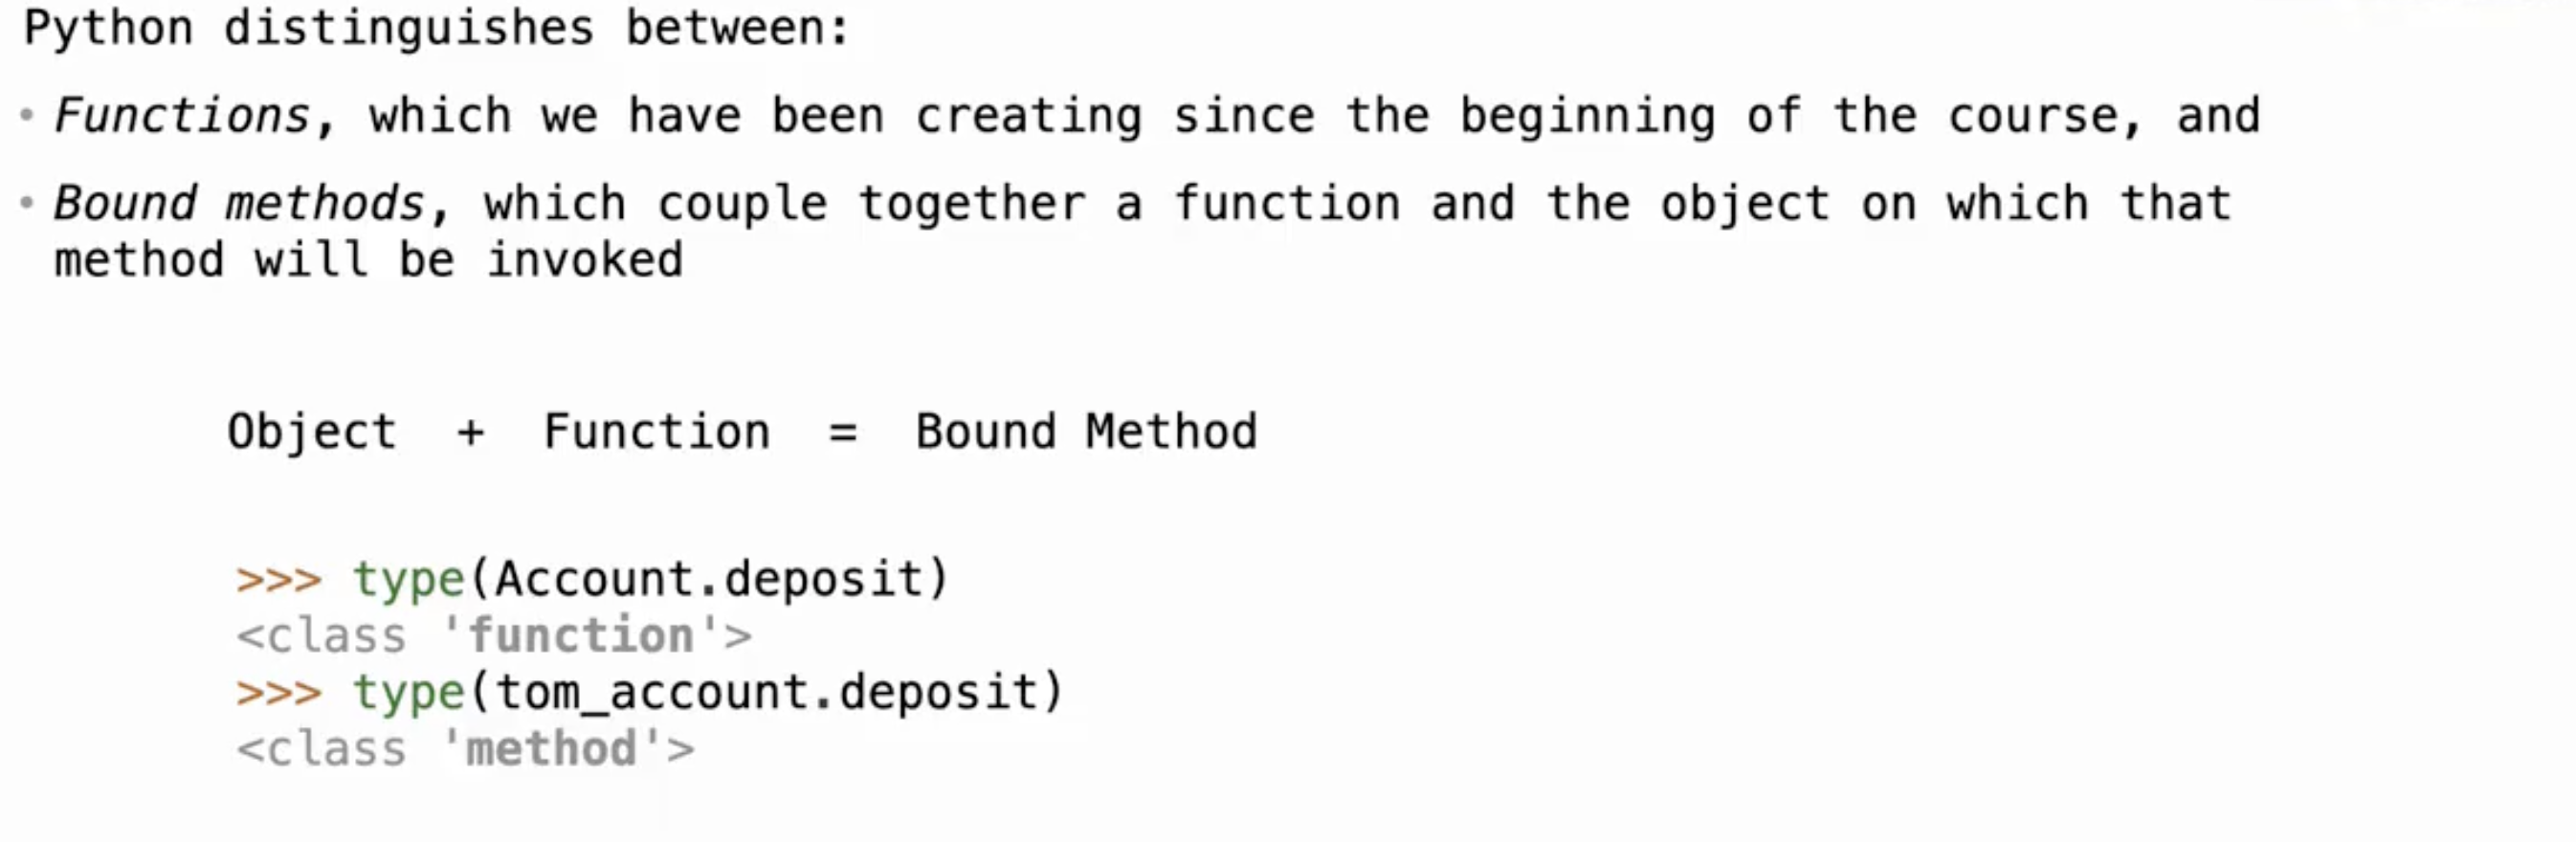 Python distinguishes between:
• Functions, which we have been creating since the beginning of the course, and
• Bound methods, which couple together a function and the object on which that
method will be invoked
Object + Function = Bound Method
>>> type(Account.deposit)
<class 'function'>
>>> type(tom_account.deposit)
<class 'method'>